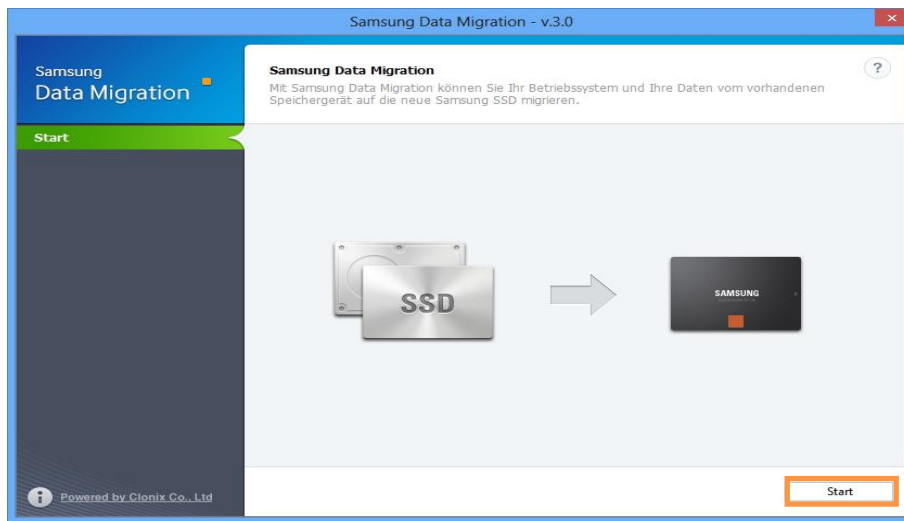 Samsung Data Migration - v.3.0
Samsung
Data Migration
Samsung Data Migration
Mit Samsung Data Migration können Sie Ihr Betriebssystem und Ihre Daten vom vorhandenen
Speichergerät auf die neue Samsung SSD migrieren.
?
Start
SSD
SAMSUNG
Powered by Clonix Co., Ltd
Start